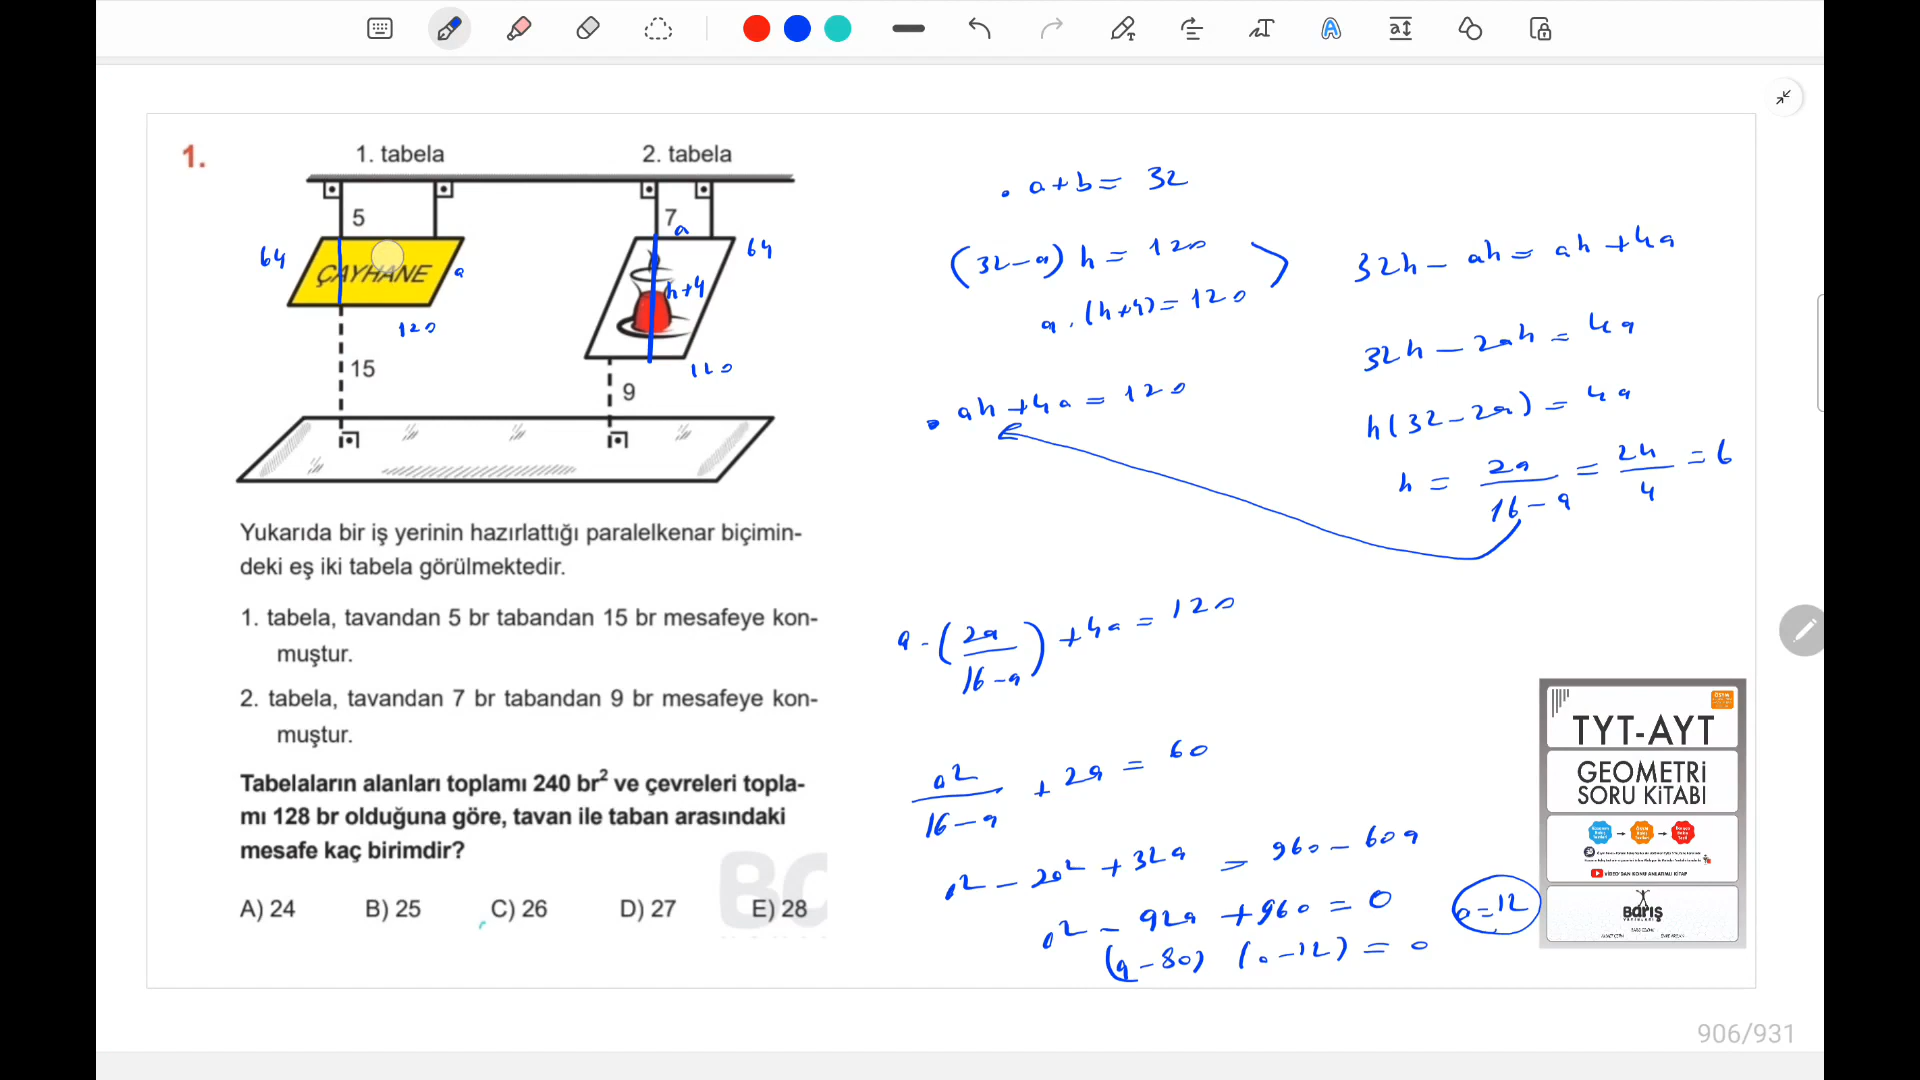 1.
1. tabela
2. tabela
5
7
a
64
64
ÇAYHANE
a
h+4
120
120
15
9
Yukarıda bir iş yerinin hazırlattığı paralelkenar biçimin-
deki eş iki tabela görülmektedir.
1. tabela, tavandan 5 br tabandan 15 br mesafeye kon-
muştur.
2. tabela, tavandan 7 br tabandan 9 br mesafeye kon-
muştur.
Tabelaların alanları toplamı 240 br² ve çevreleri topla-
mı 128 br olduğuna göre, tavan ile taban arasındaki
mesafe kaç birimdir?
A) 24 B) 25 C) 26 D) 27 E) 28
. a+b = 32
(32-a) h = 120
a . (h+4) = 120
. ah + 4a = 120
32h - ah = ah + 4a
32h - 2ah = 4a
h(32-2a) = 4a
h = 2a/16-a = 24/4 = 6
a . (2a/16-a) + 4a = 120
a²/16-a + 2a = 60
a² - 2a² + 32a = 960 - 60a
a² - 92a + 960 = 0
(a-80) (a-12) = 0
a=12
TYT-AYT
GEOMETRİ
SORU KİTABI
BARIŞ
906/931